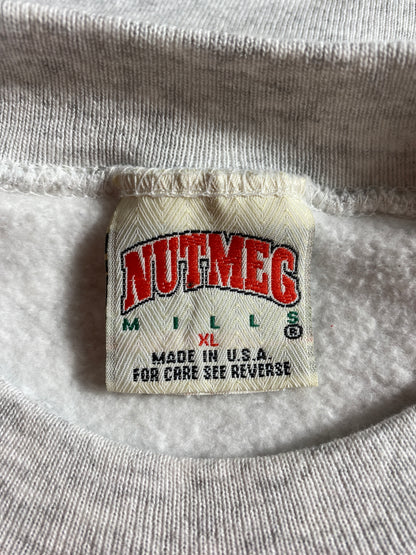 NUTMEG
MILLS®
XL
MADE IN U.S.A.
FOR CARE SEE REVERSE